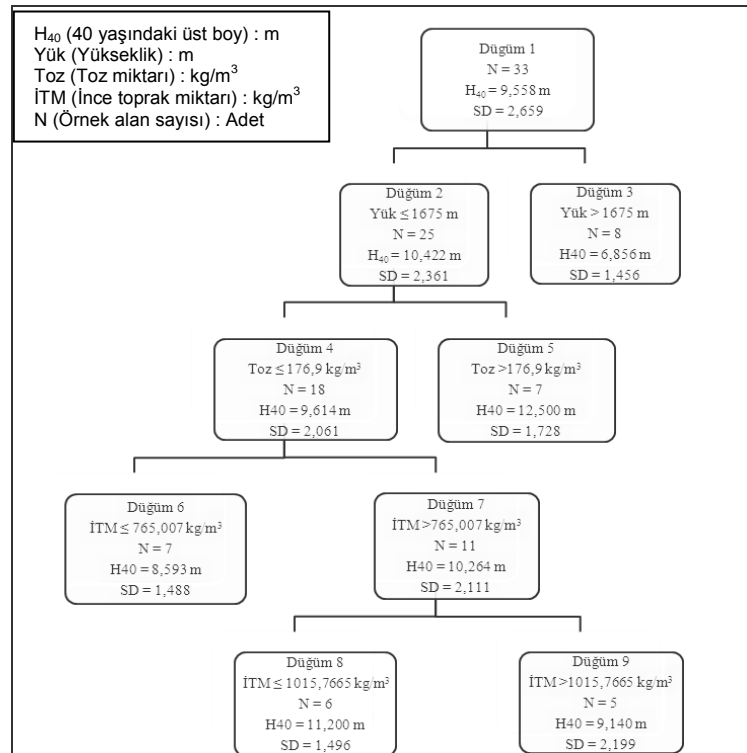 H₄₀ (40 yaşındaki üst boy) : m
Yük (Yükseklik) : m
Toz (Toz miktarı) : kg/m³
İTM (İnce toprak miktarı) : kg/m³
N (Örnek alan sayısı) : Adet
Düğüm 1
N = 33
H₄₀ = 9,558 m
SD = 2,659
Düğüm 2
Yük ≤ 1675 m
N = 25
H₄₀ = 10,422 m
SD = 2,361
Düğüm 3
Yük > 1675 m
N = 8
H40 = 6,856 m
SD = 1,456
Düğüm 4
Toz ≤ 176,9 kg/m³
N = 18
H40 = 9,614 m
SD = 2,061
Düğüm 5
Toz >176,9 kg/m³
N = 7
H40 = 12,500 m
SD = 1,728
Düğüm 6
İTM ≤ 765,007 kg/m³
N = 7
H40 = 8,593 m
SD = 1,488
Düğüm 7
İTM >765,007 kg/m³
N = 11
H40 = 10,264 m
SD = 2,111
Düğüm 8
İTM ≤ 1015,7665 kg/m³
N = 6
H40 = 11,200 m
SD = 1,496
Düğüm 9
İTM >1015,7665 kg/m³
N = 5
H40 = 9,140 m
SD = 2,199